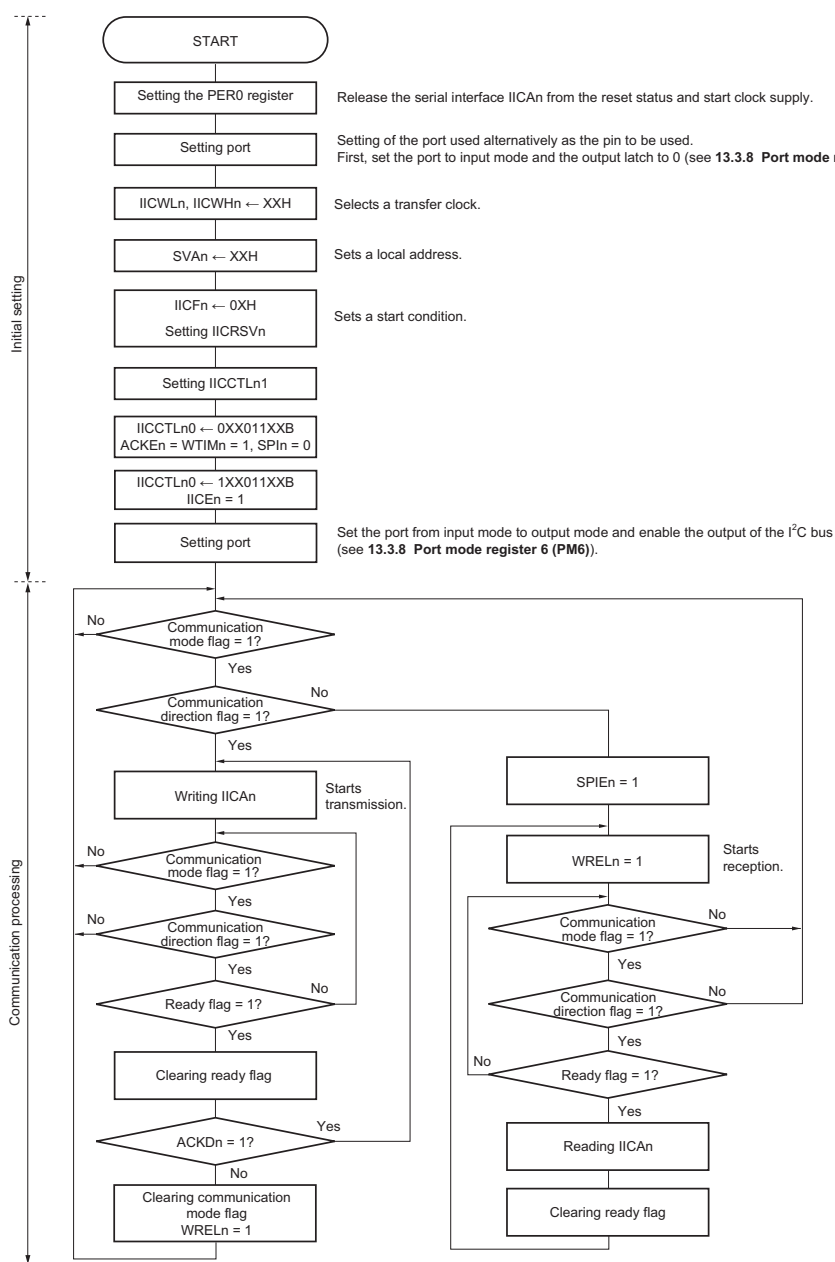 START
Setting the PER0 register
Release the serial interface IICAn from the reset status and start clock supply.
Setting port
Setting of the port used alternatively as the pin to be used.
First, set the port to input mode and the output latch to 0 (see 13.3.8 Port mode
IICWLn, IICWHn ← XXH
Selects a transfer clock.
SVAn ← XXH
Sets a local address.
IICFn ← 0XH
Setting IICRSVn
Sets a start condition.
Initial setting
Setting IICCTLn1
IICCTLn0 ← 0XX011XXB
ACKEn = WTIMn = 1, SPIn = 0
IICCTLn0 ← 1XX011XXB
IICEn = 1
Setting port
Set the port from input mode to output mode and enable the output of the I²C bus
(see 13.3.8 Port mode register 6 (PM6)).
No
Communication
mode flag = 1?
Yes
No
Communication
direction flag = 1?
Yes
Writing IICAn
Starts
transmission.
No
Communication
mode flag = 1?
Yes
No
Communication
direction flag = 1?
Yes
Ready flag = 1?
No
Yes
Clearing ready flag
ACKDn = 1?
Yes
No
Clearing communication
mode flag
WRELn = 1
Communication processing
SPIEn = 1
WRELn = 1
Starts
reception.
Communication
mode flag = 1?
No
Yes
Communication
direction flag = 1?
No
Yes
No
Ready flag = 1?
Yes
Reading IICAn
Clearing ready flag